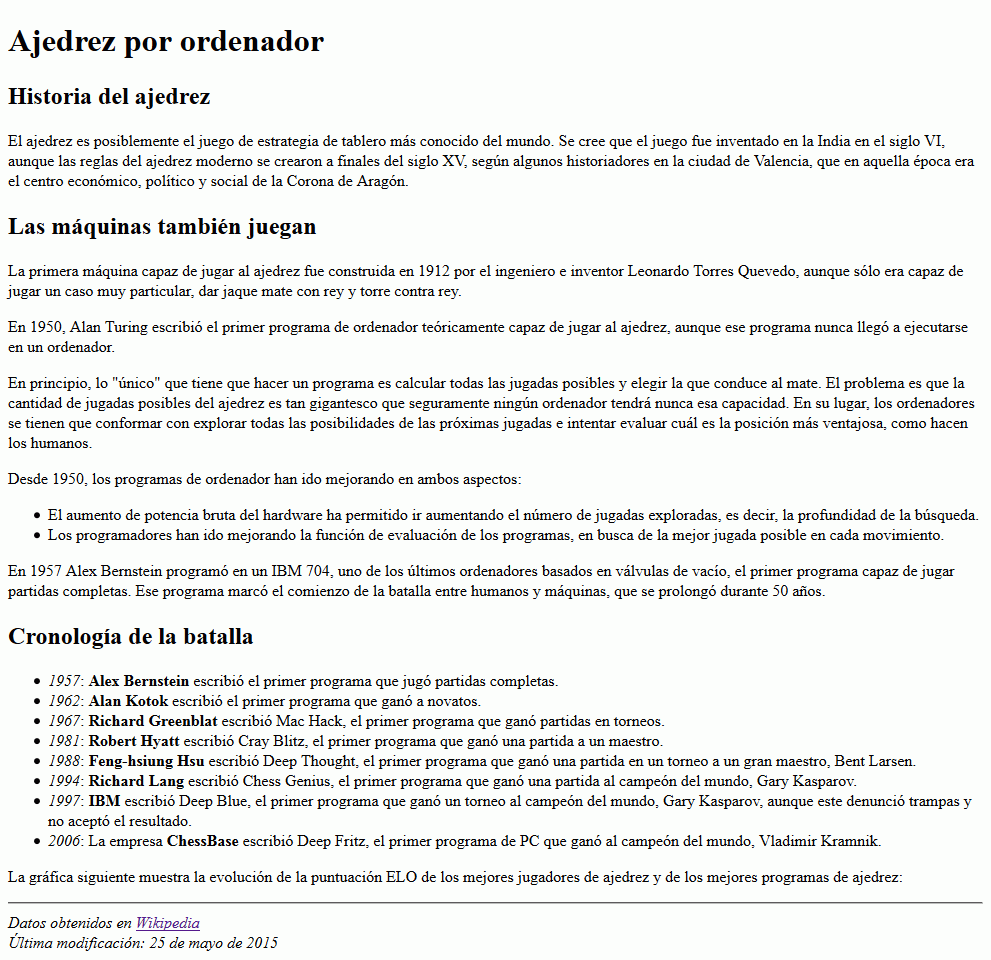 Ajedrez por ordenador
Historia del ajedrez
El ajedrez es posiblemente el juego de estrategia de tablero más conocido del mundo. Se cree que el juego fue inventado en la India en el siglo VI,
aunque las reglas del ajedrez moderno se crearon a finales del siglo XV, según algunos historiadores en la ciudad de Valencia, que en aquella época era
el centro económico, político y social de la Corona de Aragón.
Las máquinas también juegan
La primera máquina capaz de jugar al ajedrez fue construida en 1912 por el ingeniero e inventor Leonardo Torres Quevedo, aunque sólo era capaz de
jugar un caso muy particular, dar jaque mate con rey y torre contra rey.
En 1950, Alan Turing escribió el primer programa de ordenador teóricamente capaz de jugar al ajedrez, aunque ese programa nunca llegó a ejecutarse
en un ordenador.
En principio, lo "único" que tiene que hacer un programa es calcular todas las jugadas posibles y elegir la que conduce al mate. El problema es que la
cantidad de jugadas posibles del ajedrez es tan gigantesco que seguramente ningún ordenador tendrá nunca esa capacidad. En su lugar, los ordenadores
se tienen que conformar con explorar todas las posibilidades de las próximas jugadas e intentar evaluar cuál es la posición más ventajosa, como hacen
los humanos.
Desde 1950, los programas de ordenador han ido mejorando en ambos aspectos:
• El aumento de potencia bruta del hardware ha permitido ir aumentando el número de jugadas exploradas, es decir, la profundidad de la búsqueda.
• Los programadores han ido mejorando la función de evaluación de los programas, en busca de la mejor jugada posible en cada movimiento.
En 1957 Alex Bernstein programó en un IBM 704, uno de los últimos ordenadores basados en válvulas de vacío, el primer programa capaz de jugar
partidas completas. Ese programa marcó el comienzo de la batalla entre humanos y máquinas, que se prolongó durante 50 años.
Cronología de la batalla
• 1957: Alex Bernstein escribió el primer programa que jugó partidas completas.
• 1962: Alan Kotok escribió el primer programa que ganó a novatos.
• 1967: Richard Greenblat escribió Mac Hack, el primer programa que ganó partidas en torneos.
• 1981: Robert Hyatt escribió Cray Blitz, el primer programa que ganó una partida a un maestro.
• 1988: Feng-hsiung Hsu escribió Deep Thought, el primer programa que ganó una partida en un torneo a un gran maestro, Bent Larsen.
• 1994: Richard Lang escribió Chess Genius, el primer programa que ganó una partida al campeón del mundo, Gary Kasparov.
• 1997: IBM escribió Deep Blue, el primer programa que ganó un torneo al campeón del mundo, Gary Kasparov, aunque este denunció trampas y
no aceptó el resultado.
• 2006: La empresa ChessBase escribió Deep Fritz, el primer programa de PC que ganó al campeón del mundo, Vladimir Kramnik.
La gráfica siguiente muestra la evolución de la puntuación ELO de los mejores jugadores de ajedrez y de los mejores programas de ajedrez:
Datos obtenidos en Wikipedia
Última modificación: 25 de mayo de 2015